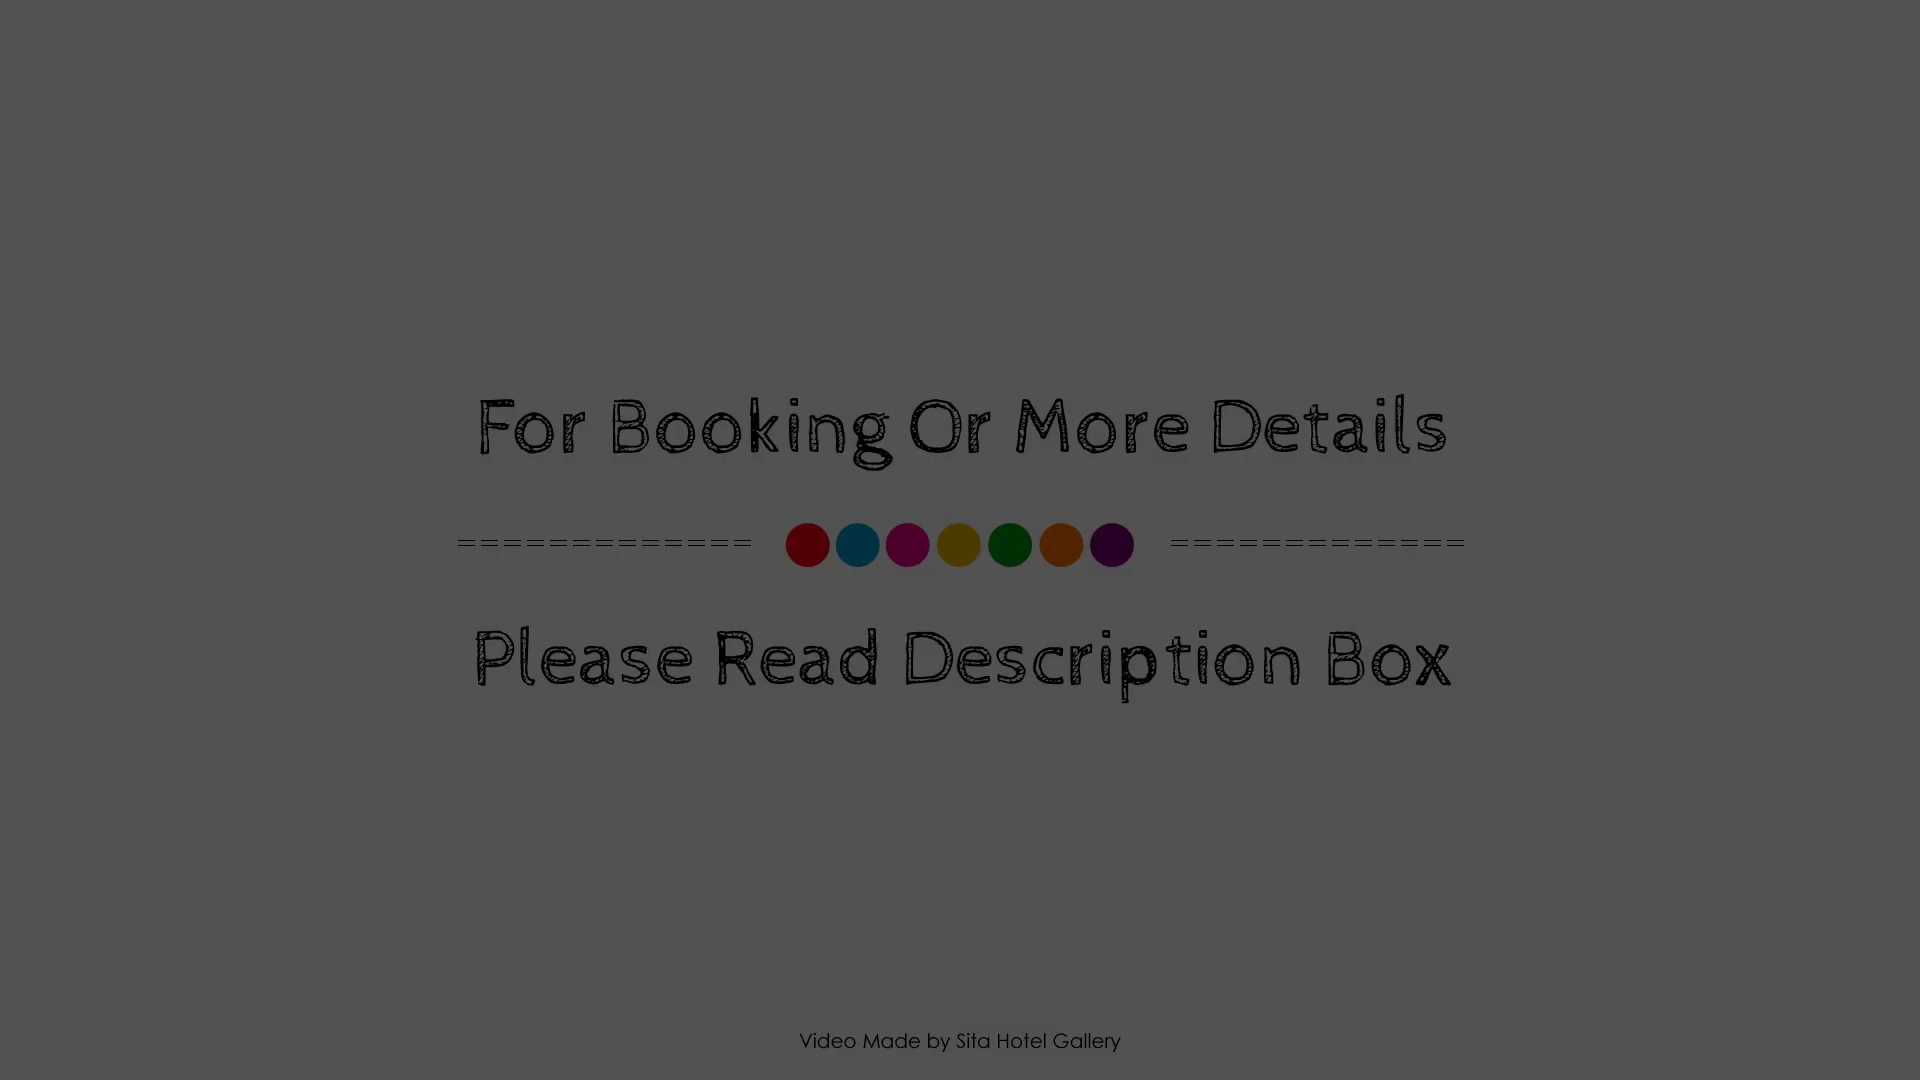 For Booking Or More Details
============= =============
Please Read Description Box
Video Made by Sita Hotel Gallery